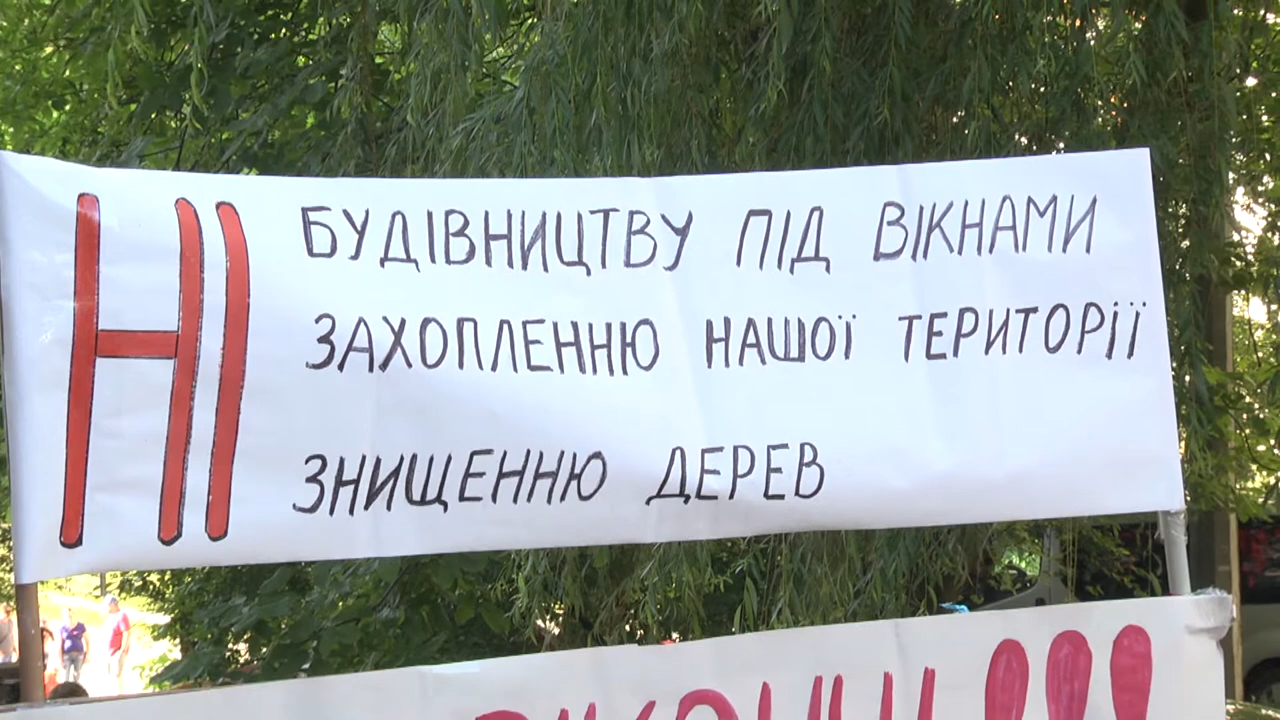 НІ
БУДІВНИЦТВУ ПІД ВІКНАМИ
ЗАХОПЛЕННЮ НАШОЇ ТЕРИТОРІЇ
ЗНИЩЕННЮ ДЕРЕВ